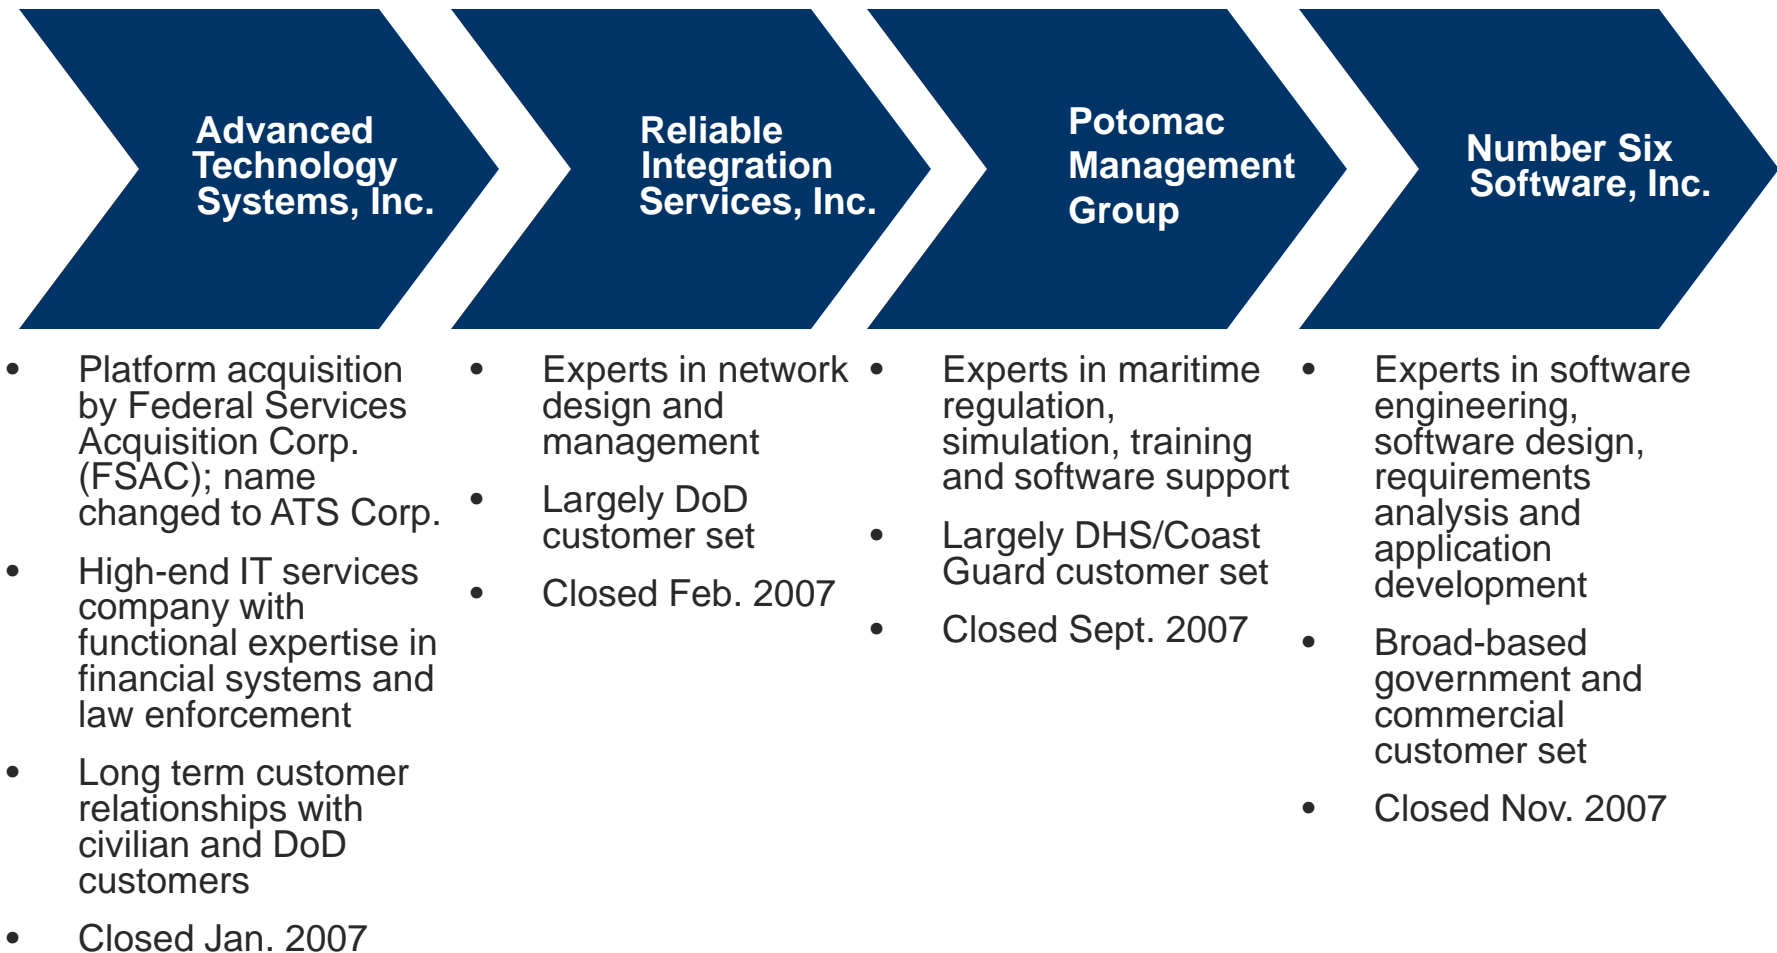 Advanced
Technology
Systems, Inc.
Reliable
Integration
Services, Inc.
Potomac
Management
Group
Number Six
Software, Inc.
• Platform acquisition
by Federal Services
Acquisition Corp.
(FSAC); name
changed to ATS Corp.
• High-end IT services
company with
functional expertise in
financial systems and
law enforcement
• Long term customer
relationships with
civilian and DoD
customers
• Closed Jan. 2007
• Experts in network
design and
management
• Largely DoD
customer set
• Closed Feb. 2007
• Experts in maritime
regulation,
simulation, training
and software support
• Largely DHS/Coast
Guard customer set
• Closed Sept. 2007
• Experts in software
engineering,
software design,
requirements
analysis and
application
development
• Broad-based
government and
commercial
customer set
• Closed Nov. 2007